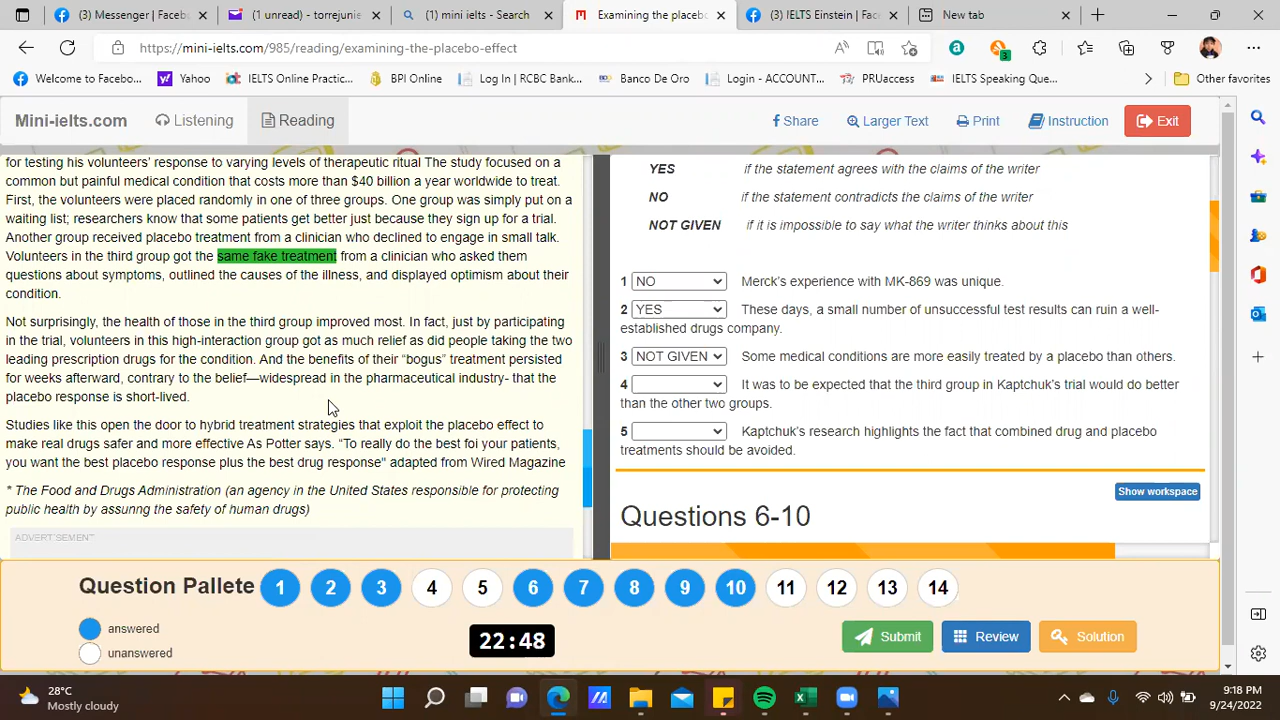 (3) Messenger | Faceb
(1 unread) - torrejunie
(1) mini ielts - Search
Examining the placebo
(3) IELTS Einstein | Fac
New tab
https://mini-ielts.com/985/reading/examining-the-placebo-effect
Welcome to Facebo...
Yahoo
IELTS Online Practic...
BPI Online
Log In | RCBC Bank...
Banco De Oro
Login - ACCOUNT...
PRUaccess
IELTS Speaking Que...
Other favorites
Mini-ielts.com
Listening
Reading
Share
Larger Text
Print
Instruction
Exit
for testing his volunteers' response to varying levels of therapeutic ritual The study focused on a
common but painful medical condition that costs more than $40 billion a year worldwide to treat.
First, the volunteers were placed randomly in one of three groups. One group was simply put on a
waiting list; researchers know that some patients get better just because they sign up for a trial.
Another group received placebo treatment from a clinician who declined to engage in small talk.
Volunteers in the third group got the same fake treatment from a clinician who asked them
questions about symptoms, outlined the causes of the illness, and displayed optimism about their
condition.
Not surprisingly, the health of those in the third group improved most. In fact, just by participating
in the trial, volunteers in this high-interaction group got as much relief as did people taking the two
leading prescription drugs for the condition. And the benefits of their "bogus" treatment persisted
for weeks afterward, contrary to the belief—widespread in the pharmaceutical industry- that the
placebo response is short-lived.
Studies like this open the door to hybrid treatment strategies that exploit the placebo effect to
make real drugs safer and more effective As Potter says. "To really do the best foi your patients,
you want the best placebo response plus the best drug response" adapted from Wired Magazine
* The Food and Drugs Administration (an agency in the United States responsible for protecting
public health by assunng the safety of human drugs)
ADVERTISEMENT
YES if the statement agrees with the claims of the writer
NO if the statement contradicts the claims of the writer
NOT GIVEN if it is impossible to say what the writer thinks about this
1 NO Merck's experience with MK-869 was unique.
2 YES These days, a small number of unsuccessful test results can ruin a well-
established drugs company.
3 NOT GIVEN Some medical conditions are more easily treated by a placebo than others.
4 It was to be expected that the third group in Kaptchuk's trial would do better
than the other two groups.
5 Kaptchuk's research highlights the fact that combined drug and placebo
treatments should be avoided.
Show workspace
Questions 6-10
Question Pallete 1 2 3 4 5 6 7 8 9 10 11 12 13 14
answered
unanswered
22:48
Submit
Review
Solution
28°C
Mostly cloudy
9:18 PM
9/24/2022